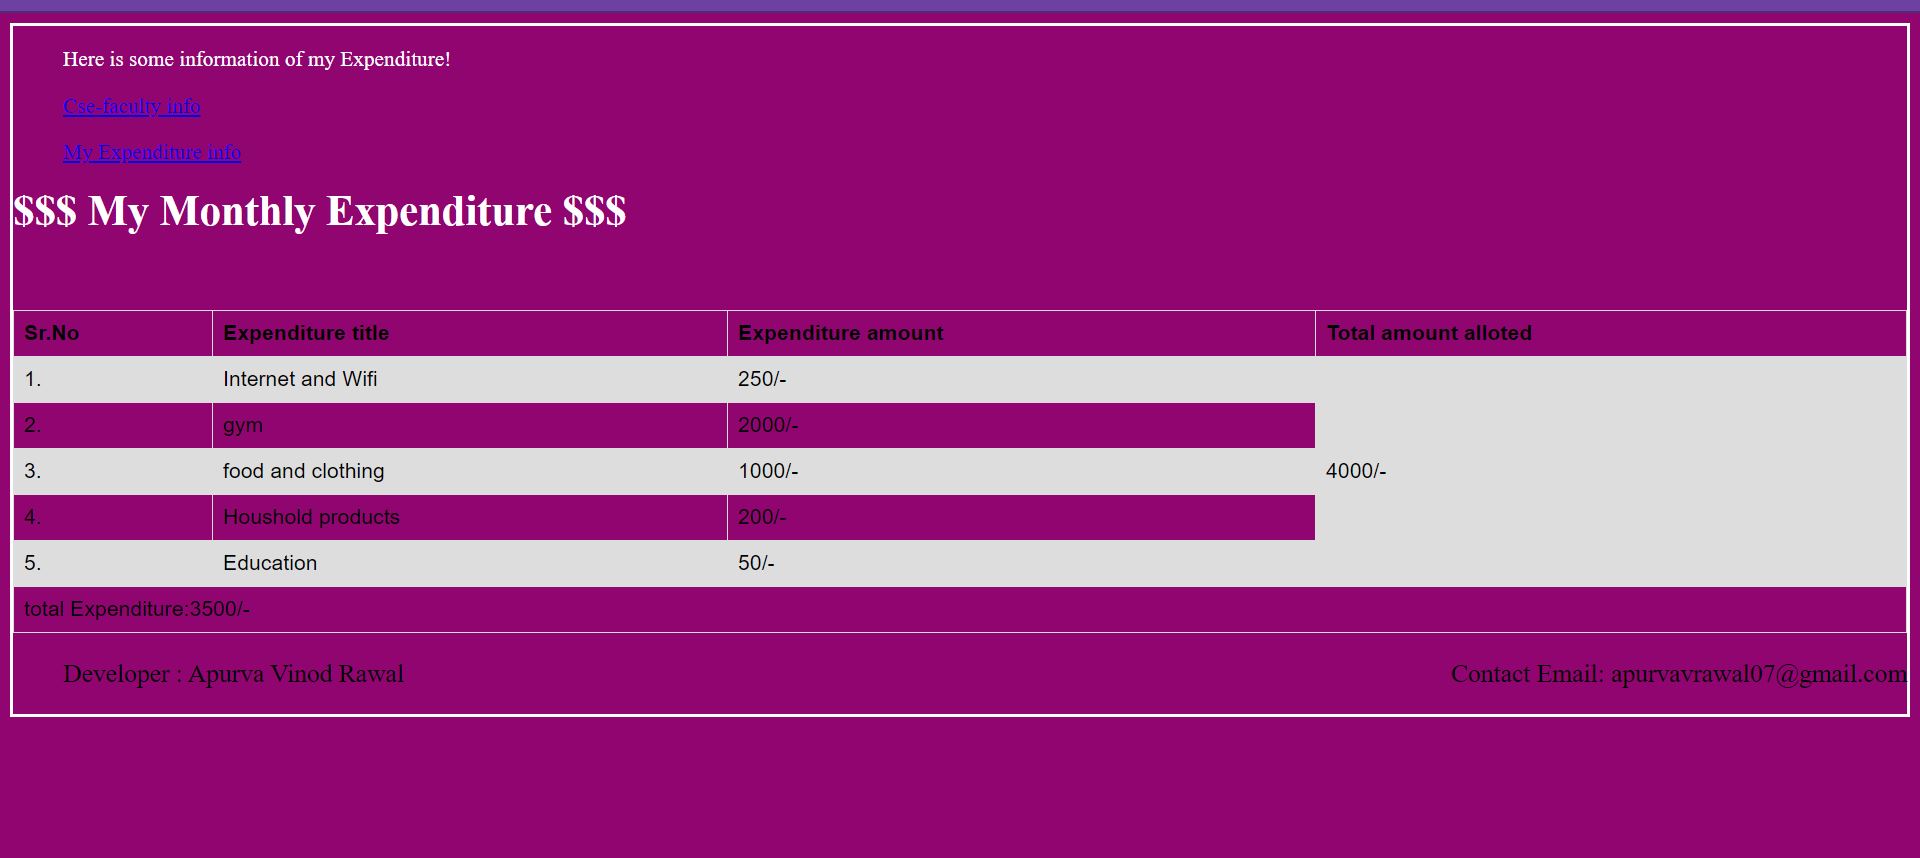 Here is some information of my Expenditure!
Cse-faculty info
My Expenditure info
$$$ My Monthly Expenditure $$$
Sr.No Expenditure title Expenditure amount Total amount alloted
1. Internet and Wifi 250/-
2. gym 2000/-
3. food and clothing 1000/- 4000/-
4. Houshold products 200/-
5. Education 50/-
total Expenditure:3500/-
Developer : Apurva Vinod Rawal Contact Email: apurvavrawal07@gmail.com